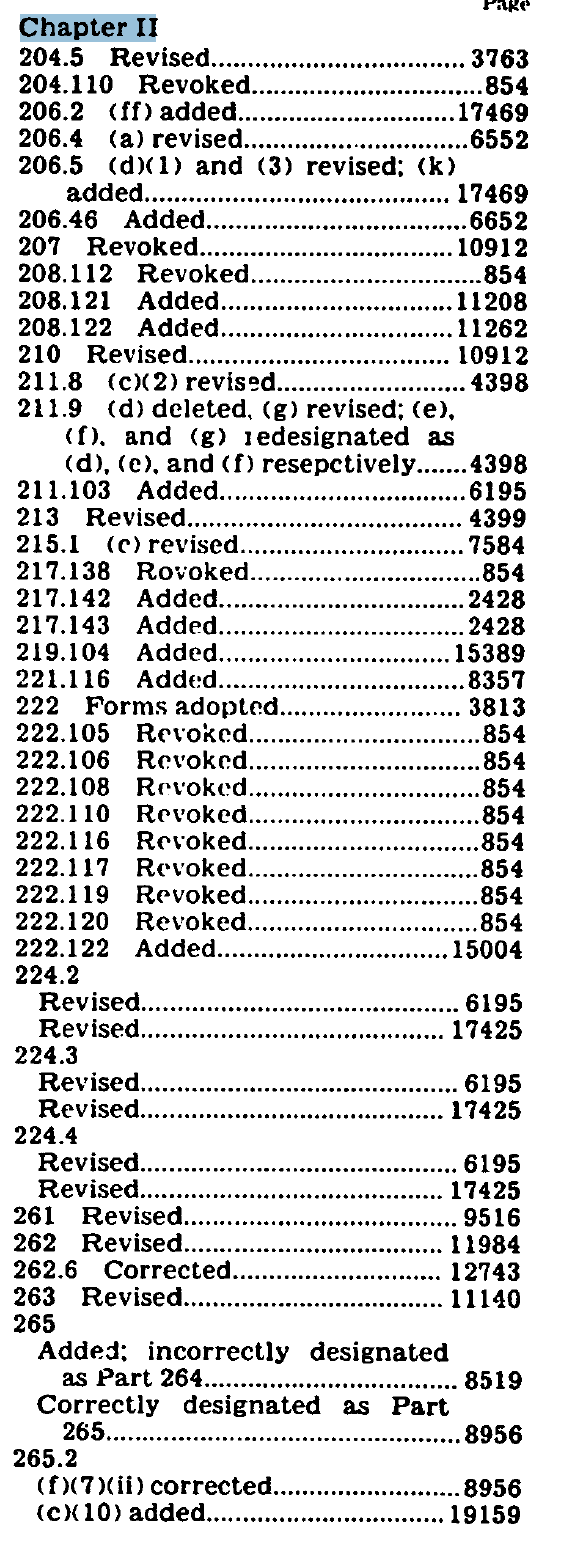 Page
Chapter II
204.5 Revised..........3763
204.110 Revoked..........854
206.2 (ff) added..........17469
206.4 (a) revised..........6552
206.5 (d)(1) and (3) revised; (k)
added..........17469
206.46 Added..........6652
207 Revoked..........10912
208.112 Revoked..........854
208.121 Added..........11208
208.122 Added..........11262
210 Revised..........10912
211.8 (c)(2) revised..........4398
211.9 (d) deleted, (g) revised; (e),
(f), and (g) redesignated as
(d), (e), and (f) resepctively.......4398
211.103 Added..........6195
213 Revised..........4399
215.1 (c) revised..........7584
217.138 Rovoked..........854
217.142 Added..........2428
217.143 Added..........2428
219.104 Added..........15389
221.116 Added..........8357
222 Forms adopted..........3813
222.105 Revoked..........854
222.106 Revoked..........854
222.108 Revoked..........854
222.110 Revoked..........854
222.116 Revoked..........854
222.117 Revoked..........854
222.119 Revoked..........854
222.120 Revoked..........854
222.122 Added..........15004
224.2
Revised..........6195
Revised..........17425
224.3
Revised..........6195
Revised..........17425
224.4
Revised..........6195
Revised..........17425
261 Revised..........9516
262 Revised..........11984
262.6 Corrected..........12743
263 Revised..........11140
265
Added; incorrectly designated
as Part 264..........8519
Correctly designated as Part
265..........8956
265.2
(f)(7)(ii) corrected..........8956
(c)(10) added..........19159